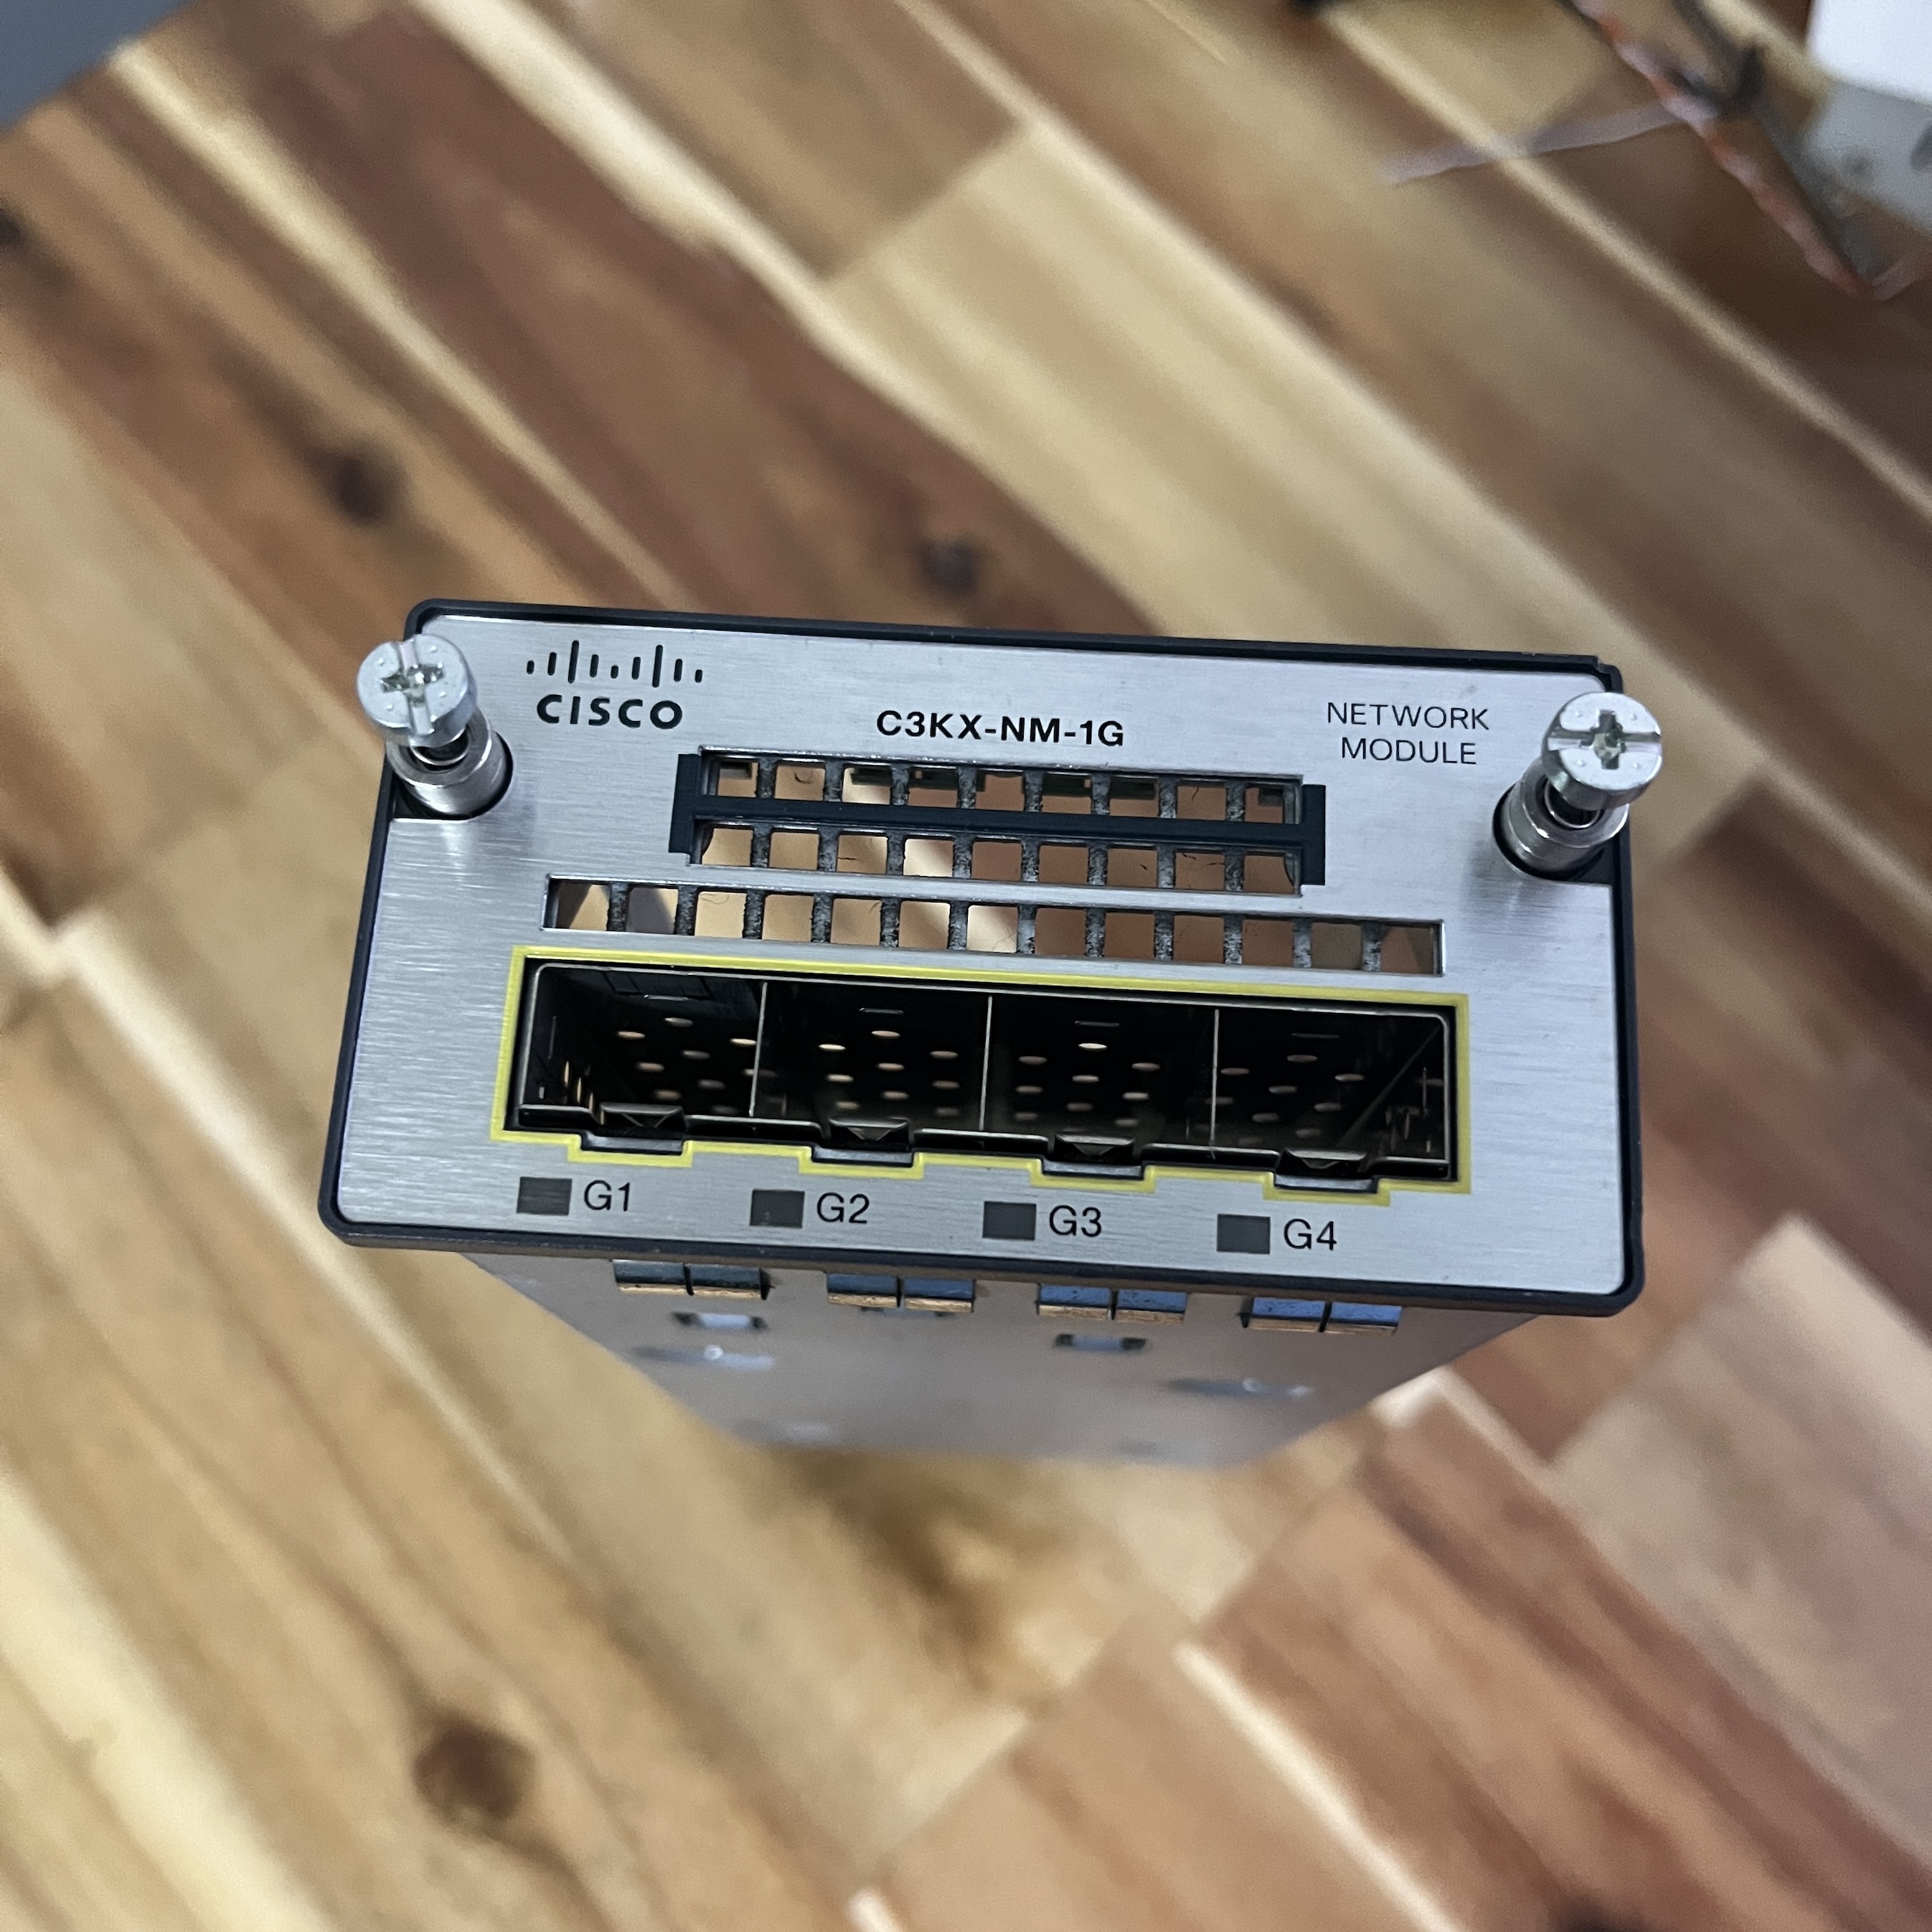 CISCO
C3KX-NM-1G
NETWORK
MODULE
G1
G2
G3
G4